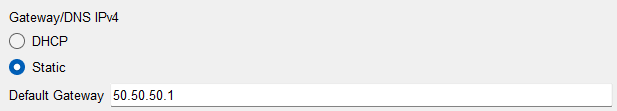 Gateway/DNS IPv4
DHCP
Static
Default Gateway 50.50.50.1